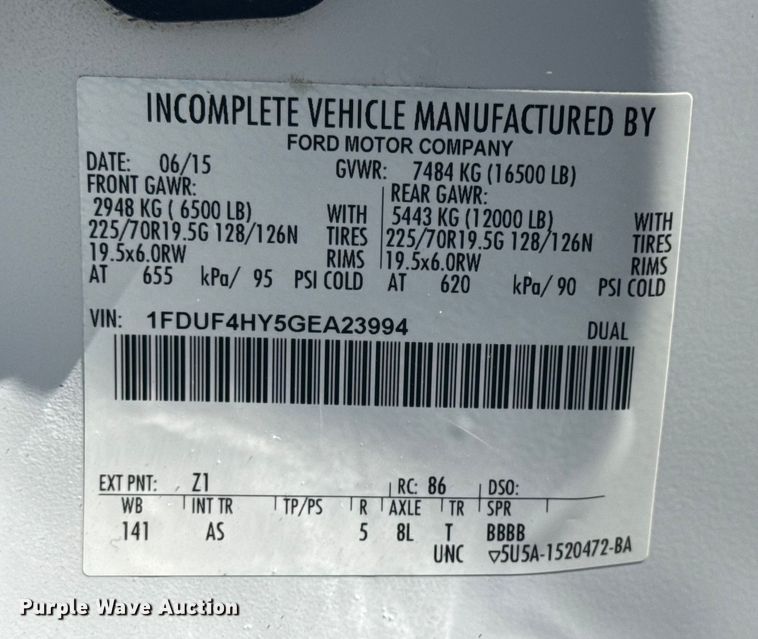 INCOMPLETE VEHICLE MANUFACTURED BY
FORD MOTOR COMPANY
DATE: 06/15 GVWR: 7484 KG (16500 LB)
FRONT GAWR: REAR GAWR:
2948 KG ( 6500 LB) WITH 5443 KG (12000 LB) WITH
225/70R19.5G 128/126N TIRES 225/70R19.5G 128/126N TIRES
19.5x6.0RW RIMS 19.5x6.0RW RIMS
AT 655 kPa/ 95 PSI COLD AT 620 kPa/ 90 PSI COLD
VIN: 1FDUF4HY5GEA23994 DUAL
EXT PNT: Z1 RC: 86 DSO:
WB INT TR TP/PS R AXLE TR SPR
141 AS 5 8L T BBBB
UNC ▽5U5A-1520472-BA
Purple Wave Auction